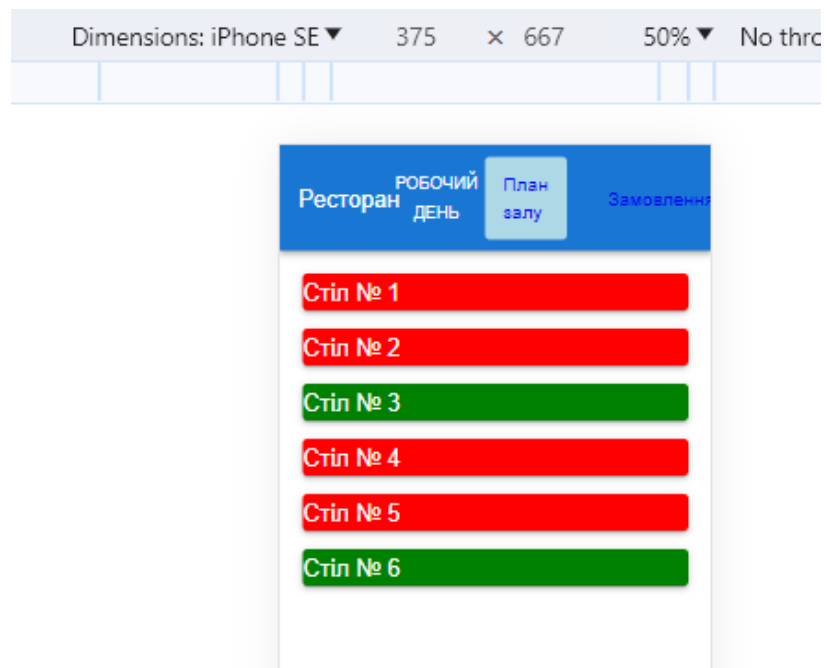 Dimensions: iPhone SE ▼ 375 × 667 50% ▼ No thro
Ресторан РОБОЧИЙ ДЕНЬ План залу Замовлення
Стіл № 1
Стіл № 2
Стіл № 3
Стіл № 4
Стіл № 5
Стіл № 6